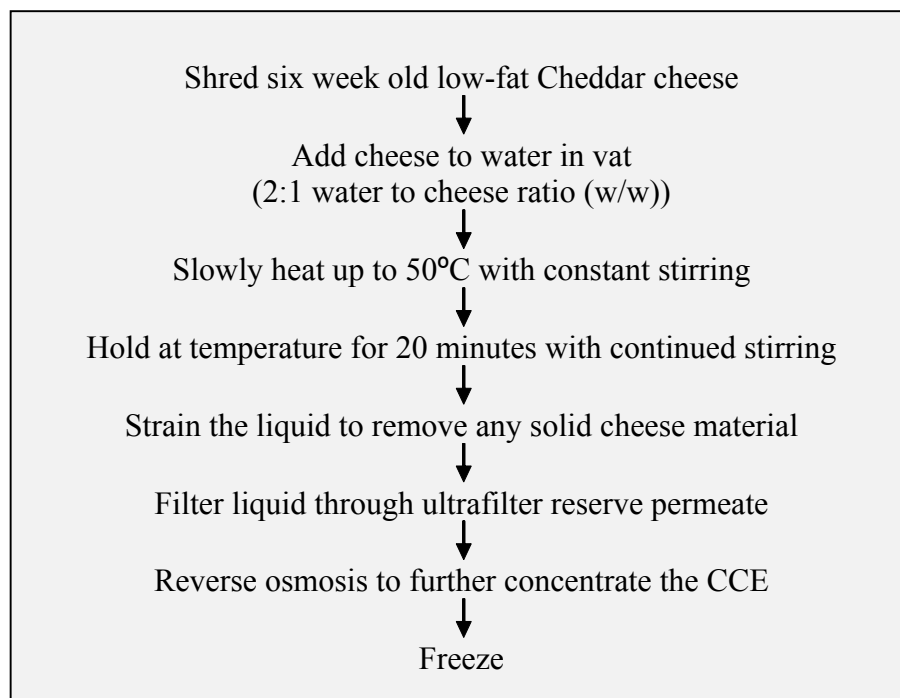 Shred six week old low-fat Cheddar cheese
Add cheese to water in vat
(2:1 water to cheese ratio (w/w))
Slowly heat up to 50ºC with constant stirring
Hold at temperature for 20 minutes with continued stirring
Strain the liquid to remove any solid cheese material
Filter liquid through ultrafilter reserve permeate
Reverse osmosis to further concentrate the CCE
Freeze